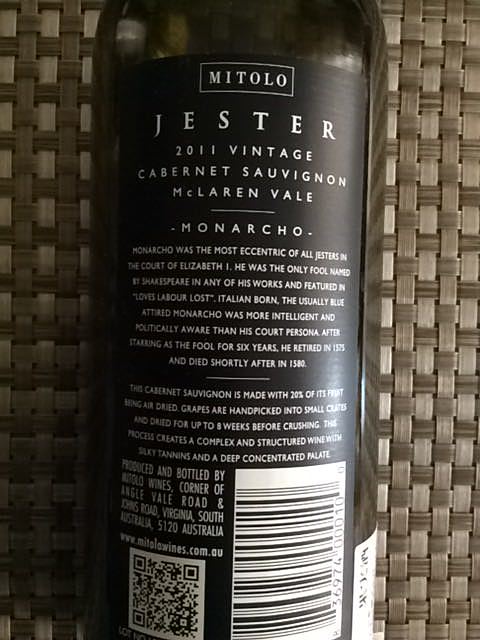 MITOLO
JESTER
2011 VINTAGE
CABERNET SAUVIGNON
McLAREN VALE
- MONARCHO -
MONARCHO WAS THE MOST ECCENTRIC OF ALL JESTERS IN
THE COURT OF ELIZABETH 1. HE WAS THE ONLY FOOL NAMED
BY SHAKESPEARE IN ANY OF HIS WORKS AND FEATURED IN
"LOVES LABOUR LOST". ITALIAN BORN, THE USUALLY BLUE
ATTIRED MONARCHO WAS MORE INTELLIGENT AND
POLITICALLY AWARE THAN HIS COURT PERSONA. AFTER
STARRING AS THE FOOL FOR SIX YEARS, HE RETIRED IN 1575
AND DIED SHORTLY AFTER IN 1580.
THIS CABERNET SAUVIGNON IS MADE WITH 20% OF ITS FRUIT
BEING AIR DRIED. GRAPES ARE HANDPICKED INTO SMALL CRATES
AND DRIED FOR UP TO 8 WEEKS BEFORE CRUSHING. THIS
PROCESS CREATES A COMPLEX AND STRUCTURED WINE WITH
SILKY TANNINS AND A DEEP CONCENTRATED PALATE.
PRODUCED AND BOTTLED BY
MITOLO WINES, CORNER OF
ANGLE VALE ROAD &
JOHNS ROAD, VIRGINIA, SOUTH
AUSTRALIA, 5120 AUSTRALIA
www.mitolowines.com.au
LOT NO